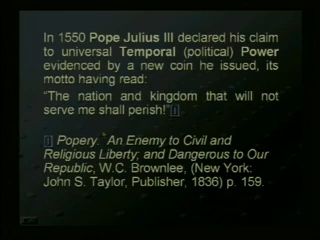 In 1550 Pope Julius III declared his claim
to universal Temporal (political) Power
evidenced by a new coin he issued, its
motto having read:
“The nation and kingdom that will not
serve me shall perish!”[i]
[i] Popery. An Enemy to Civil and
Religious Liberty; and Dangerous to Our
Republic, W.C. Brownlee, (New York:
John S. Taylor, Publisher, 1836) p. 159.